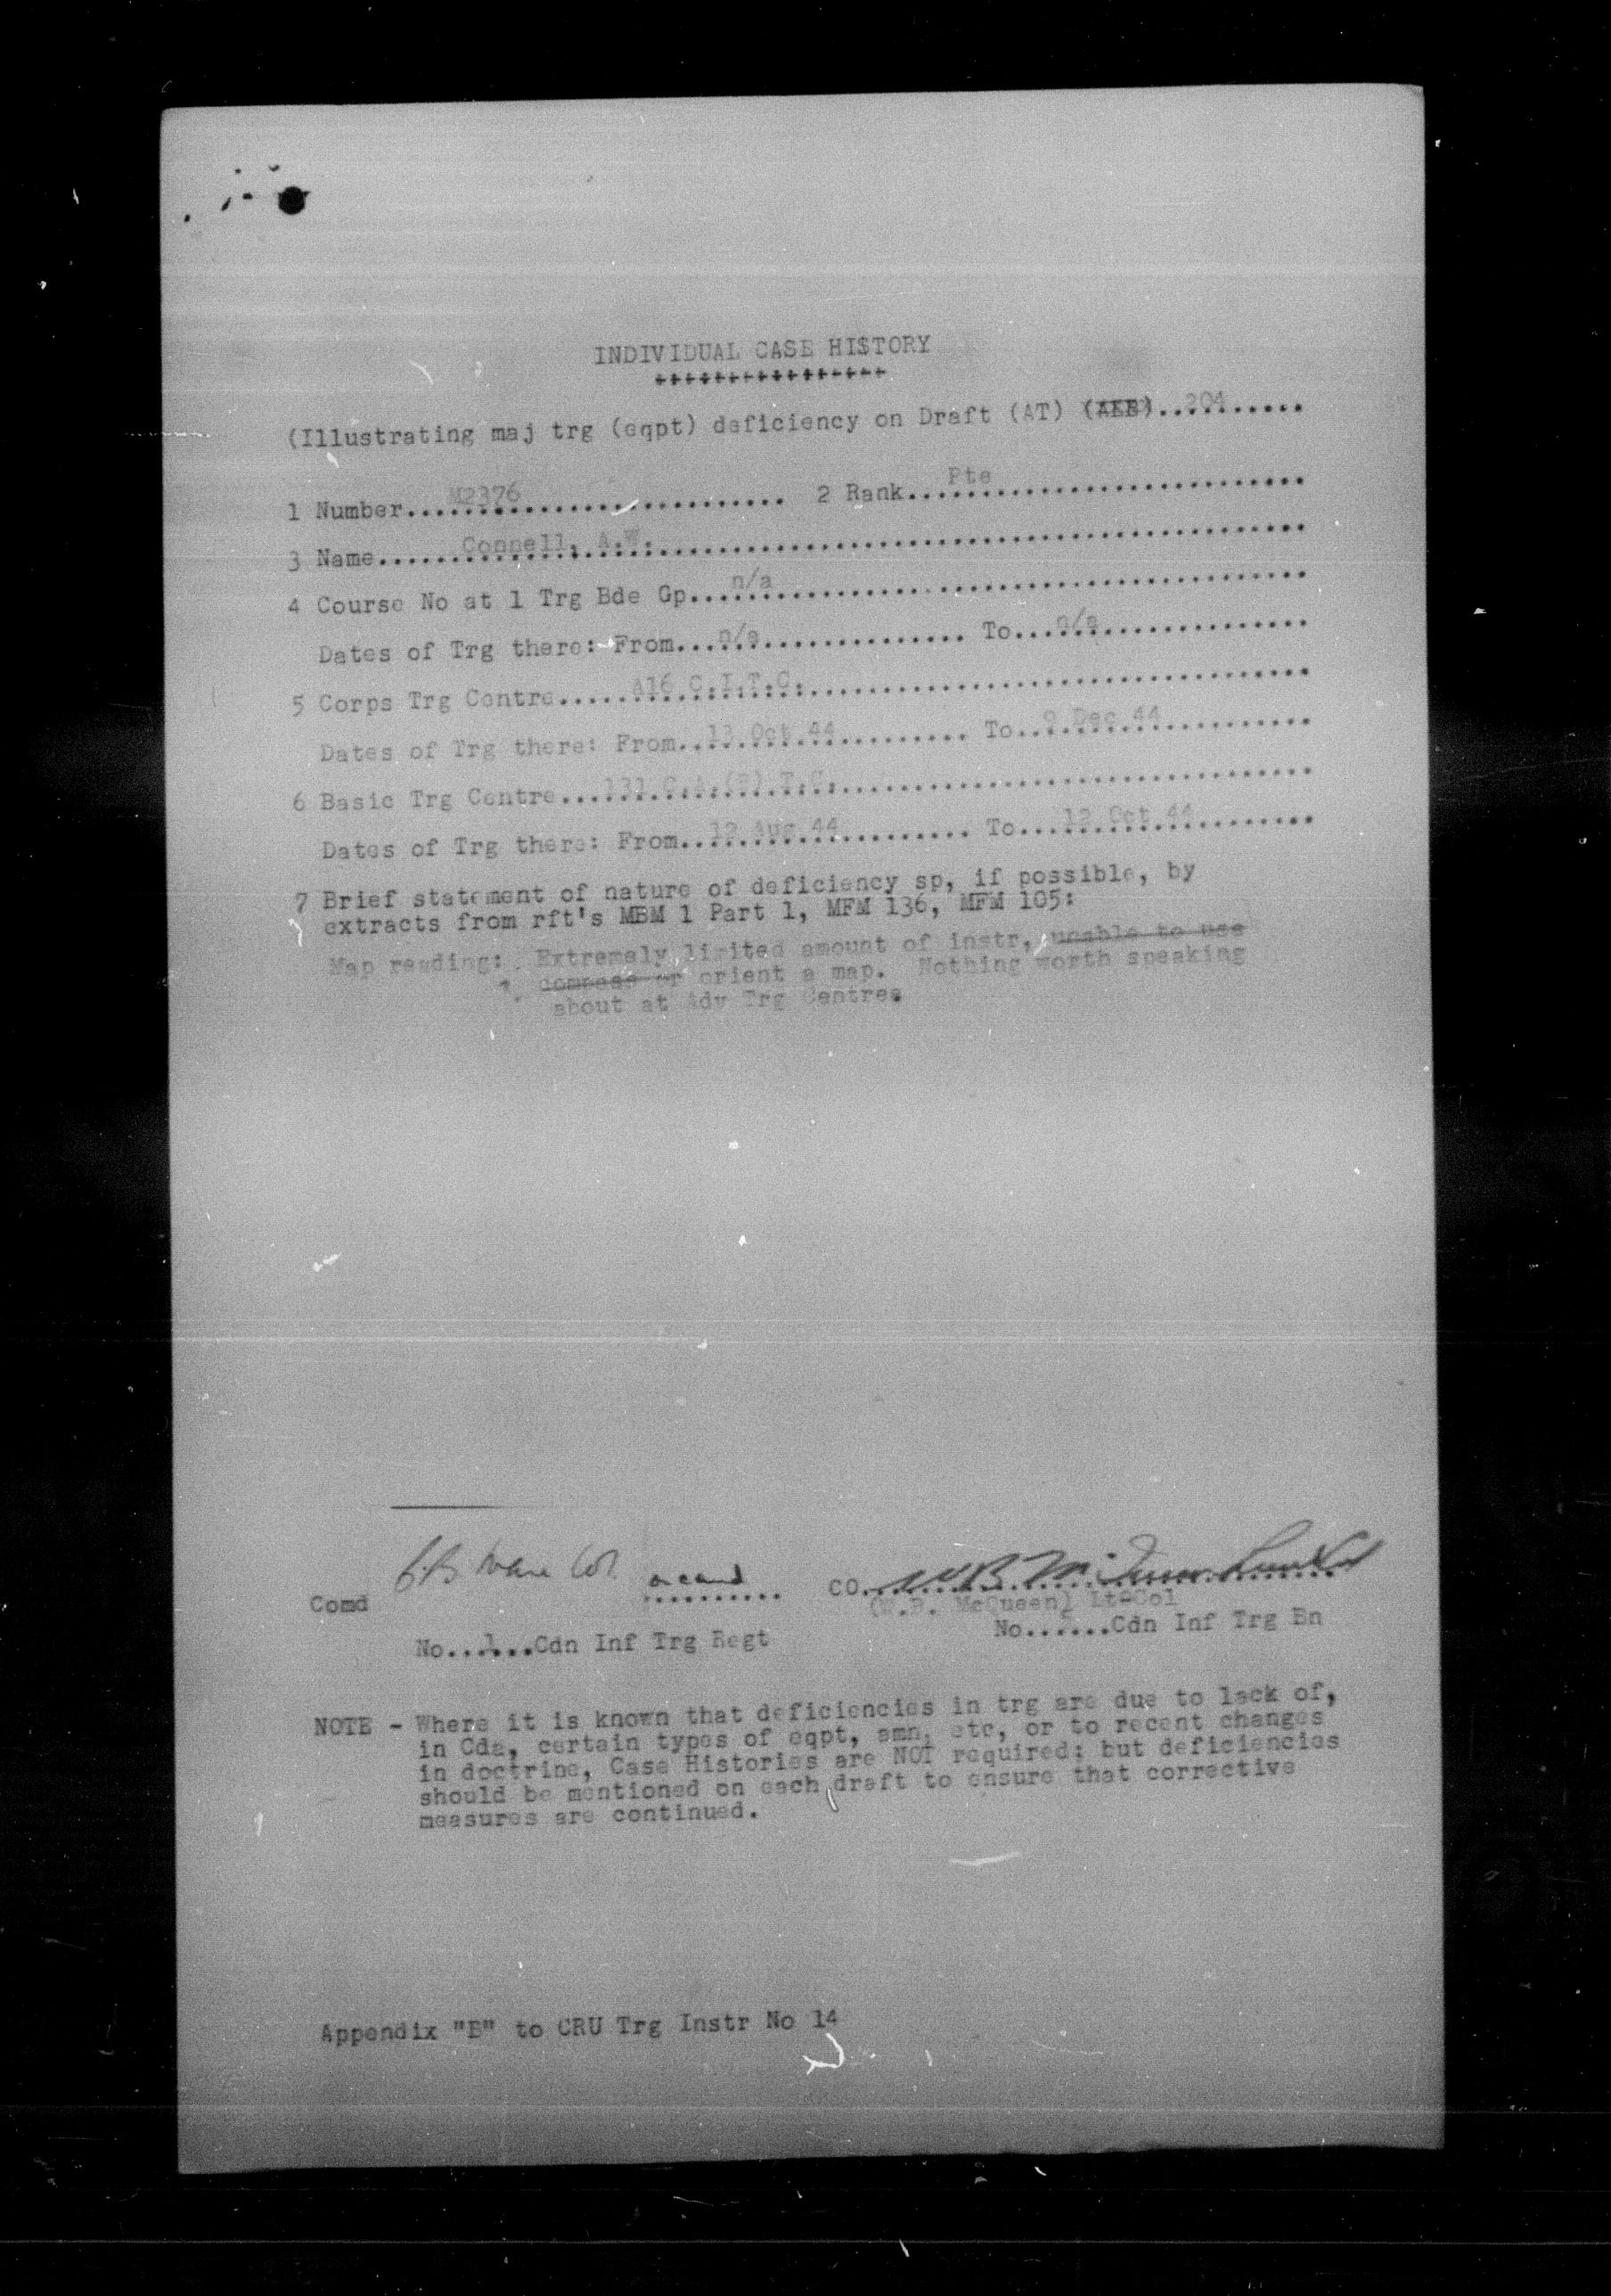 INDIVIDUAL CASE HISTORY
++++++++++++++++
(Illustrating maj trg (eqpt) deficiency on Draft (AT) (AKR)..204..........
1 Number....M2376.................... 2 Rank....Pte......................
3 Name......Connell, A.W...........................................
4 Course No at 1 Trg Bde Gp....n/a......................................
Dates of Trg there: From...n/a................ To....n/a................
5 Corps Trg Centre.....A16 C.I.T.C....................................
Dates of Trg there: From..13 Oct 44.......... To..9 Dec 44...........
6 Basic Trg Centre...131 C.A.(B).T.C.................................
Dates of Trg there: From..12 Aug 44.......... To...12 Oct 44.........
7 Brief statement of nature of deficiency sp, if possible, by
extracts from rft's MBM 1 Part 1, MFM 136, MFM 105:
Map reading: Extremely limited amount of instr, unable to use
compass or orient a map. Nothing worth speaking
about at Adv Trg Centre.
Comd Col. ..........
CO..............................
(W.B. McQueen) Lt-Col
No...1...Cdn Inf Trg Regt
No......Cdn Inf Trg Bn
NOTE - Where it is known that deficiencies in trg are due to lack of,
in Cda, certain types of eqpt, amn, etc, or to recent changes
in doctrine, Case Histories are NOT required; but deficiencies
should be mentioned on each draft to ensure that corrective
measures are continued.
Appendix "B" to CRU Trg Instr No 14